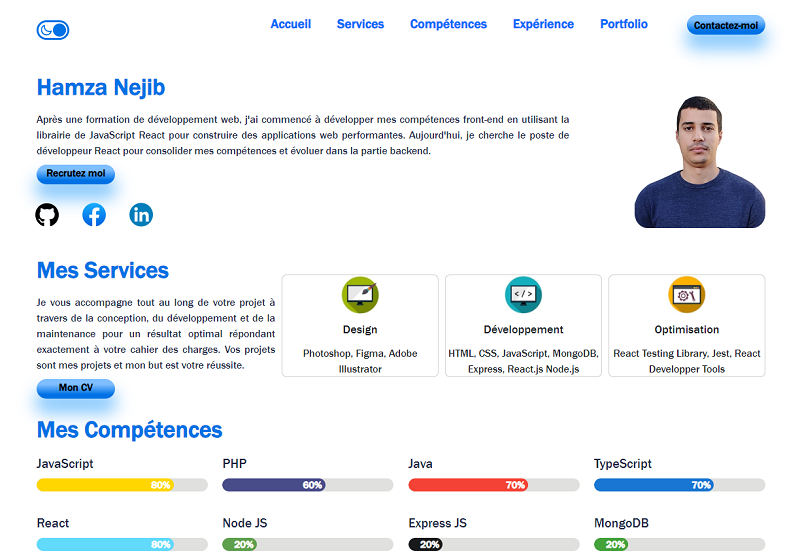 Accueil Services Compétences Expérience Portfolio Contactez-moi
Hamza Nejib
Après une formation de développement web, j'ai commencé à développer mes compétences front-end en utilisant la
librairie de JavaScript React pour construire des applications web performantes. Aujourd'hui, je cherche le poste de
développeur React pour consolider mes compétences et évoluer dans la partie backend.
Recrutez moi
in
Mes Services
Je vous accompagne tout au long de votre projet à
travers de la conception, du développement et de la
maintenance pour un résultat optimal répondant
exactement à votre cahier des charges. Vos projets
sont mes projets et mon but est votre réussite.
Mon CV
Design
Photoshop, Figma, Adobe
Illustrator
</>
Développement
HTML, CSS, JavaScript, MongoDB,
Express, React.js Node.js
Optimisation
React Testing Library, Jest, React
Developper Tools
Mes Compétences
JavaScript PHP Java TypeScript
80% 60% 70% 70%
React Node JS Express JS MongoDB
80% 20% 20% 20%